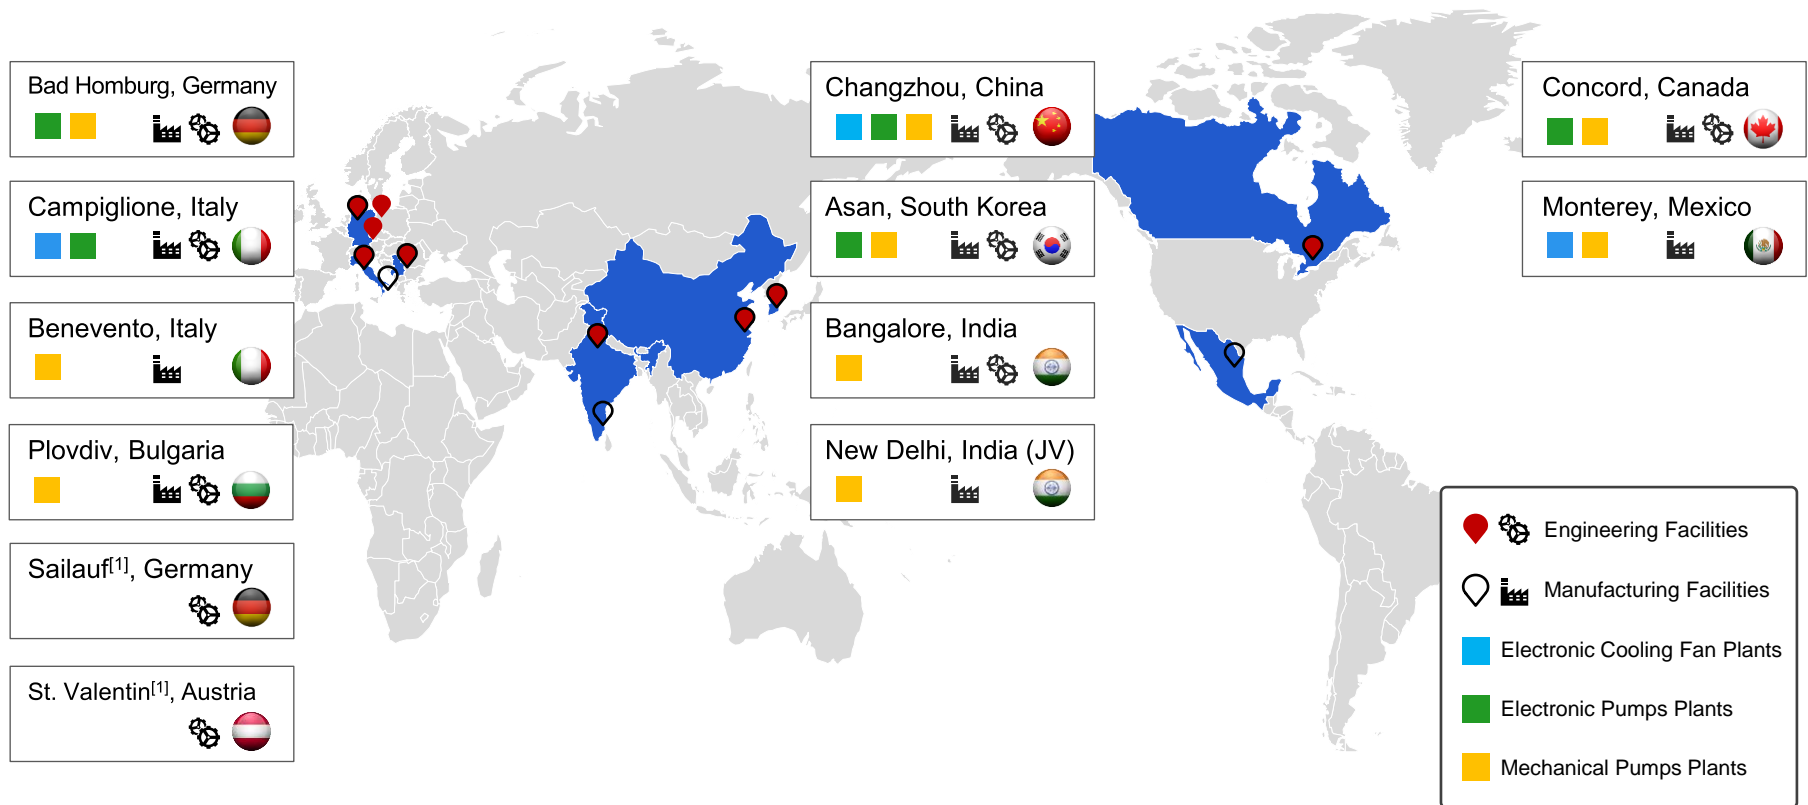 Bad Homburg, Germany
Campiglione, Italy
Benevento, Italy
Plovdiv, Bulgaria
Sailauf[1], Germany
St. Valentin[1], Austria
Changzhou, China
Asan, South Korea
Bangalore, India
New Delhi, India (JV)
Concord, Canada
Monterey, Mexico
Engineering Facilities
Manufacturing Facilities
Electronic Cooling Fan Plants
Electronic Pumps Plants
Mechanical Pumps Plants